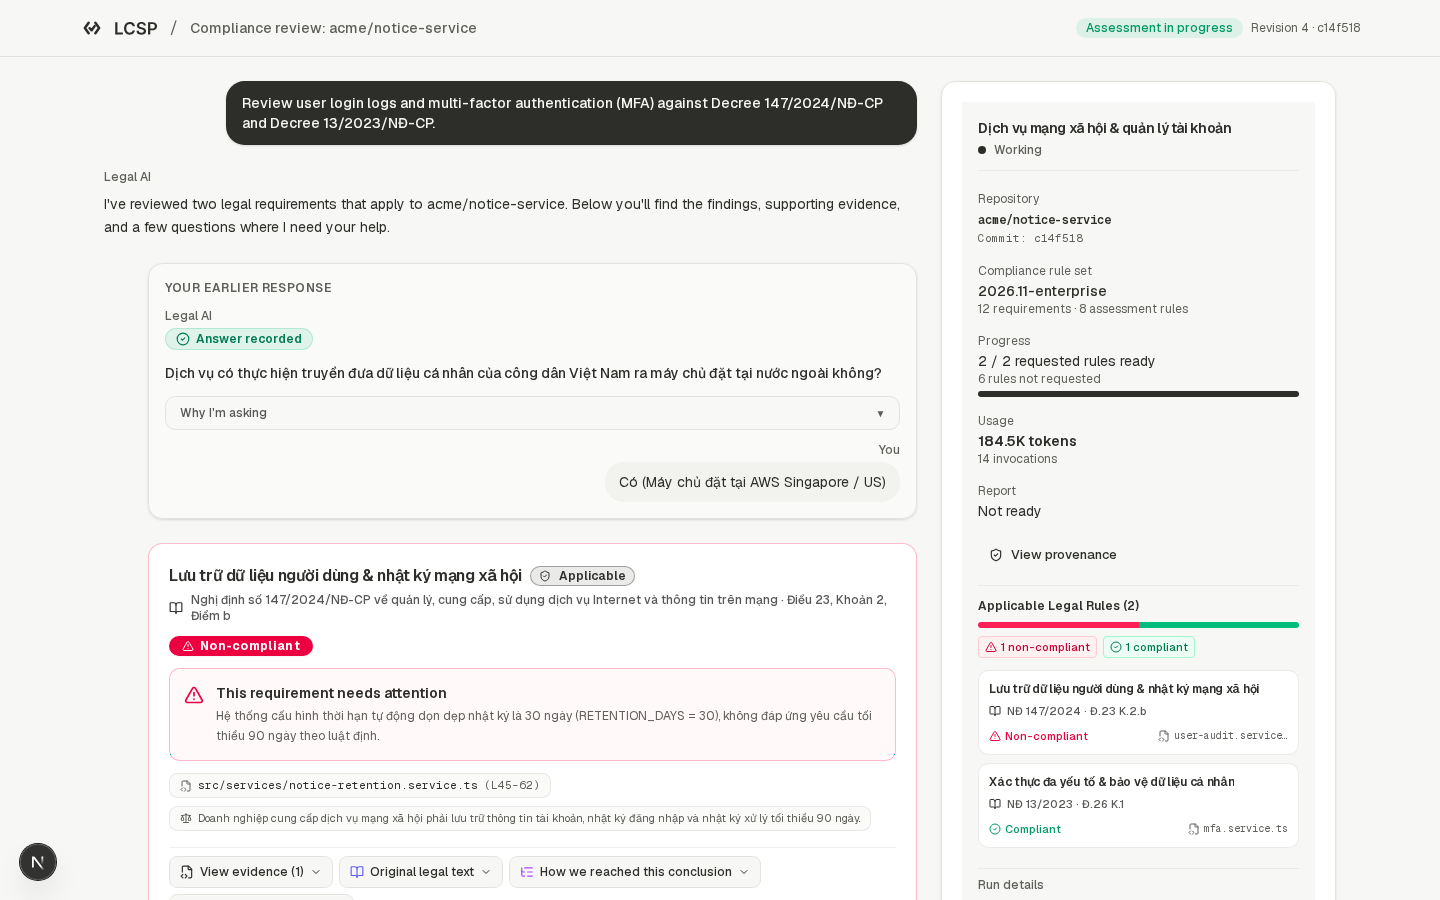 LCSP / Compliance review: acme/notice-service
Assessment in progress
Revision 4 · c14f518
Review user login logs and multi-factor authentication (MFA) against Decree 147/2024/NĐ-CP
and Decree 13/2023/NĐ-CP.
Legal AI
I've reviewed two legal requirements that apply to acme/notice-service. Below you'll find the findings, supporting evidence,
and a few questions where I need your help.
YOUR EARLIER RESPONSE
Legal AI
Answer recorded
Dịch vụ có thực hiện truyền đưa dữ liệu cá nhân của công dân Việt Nam ra máy chủ đặt tại nước ngoài không?
Why I'm asking
You
Có (Máy chủ đặt tại AWS Singapore / US)
Lưu trữ dữ liệu người dùng & nhật ký mạng xã hội
Applicable
Nghị định số 147/2024/NĐ-CP về quản lý, cung cấp, sử dụng dịch vụ Internet và thông tin trên mạng · Điều 23, Khoản 2,
Điểm b
Non-compliant
This requirement needs attention
Hệ thống cấu hình thời hạn tự động dọn dẹp nhật ký là 30 ngày (RETENTION_DAYS = 30), không đáp ứng yêu cầu tối
thiểu 90 ngày theo luật định.
src/services/notice-retention.service.ts (L45–62)
Doanh nghiệp cung cấp dịch vụ mạng xã hội phải lưu trữ thông tin tài khoản, nhật ký đăng nhập và nhật ký xử lý tối thiểu 90 ngày.
View evidence (1)
Original legal text
How we reached this conclusion
N
Dịch vụ mạng xã hội & quản lý tài khoản
Working
Repository
acme/notice-service
Commit: c14f518
Compliance rule set
2026.11-enterprise
12 requirements · 8 assessment rules
Progress
2 / 2 requested rules ready
6 rules not requested
Usage
184.5K tokens
14 invocations
Report
Not ready
View provenance
Applicable Legal Rules (2)
1 non-compliant
1 compliant
Lưu trữ dữ liệu người dùng & nhật ký mạng xã hội
NĐ 147/2024 · Đ.23 K.2.b
Non-compliant
user-audit.service…
Xác thực đa yếu tố & bảo vệ dữ liệu cá nhân
NĐ 13/2023 · Đ.26 K.1
Compliant
mfa.service.ts
Run details